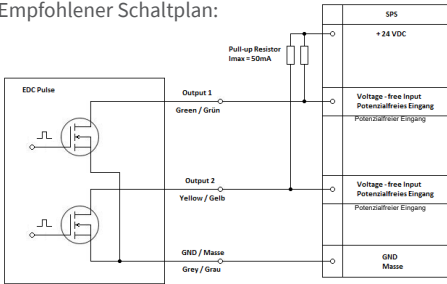 Empfohlener Schaltplan:
SPS
+ 24 VDC
Pull-up Resistor
Imax = 50mA
EDC Pulse
Output 1
Green / Grün
Voltage - free Input
Potenzialfreies Eingang
Potenzialfreier Eingang
Output 2
Yellow / Gelb
Voltage - free Input
Potenzialfreies Eingang
Potenzialfreier Eingang
GND / Masse
Grey / Grau
GND
Masse